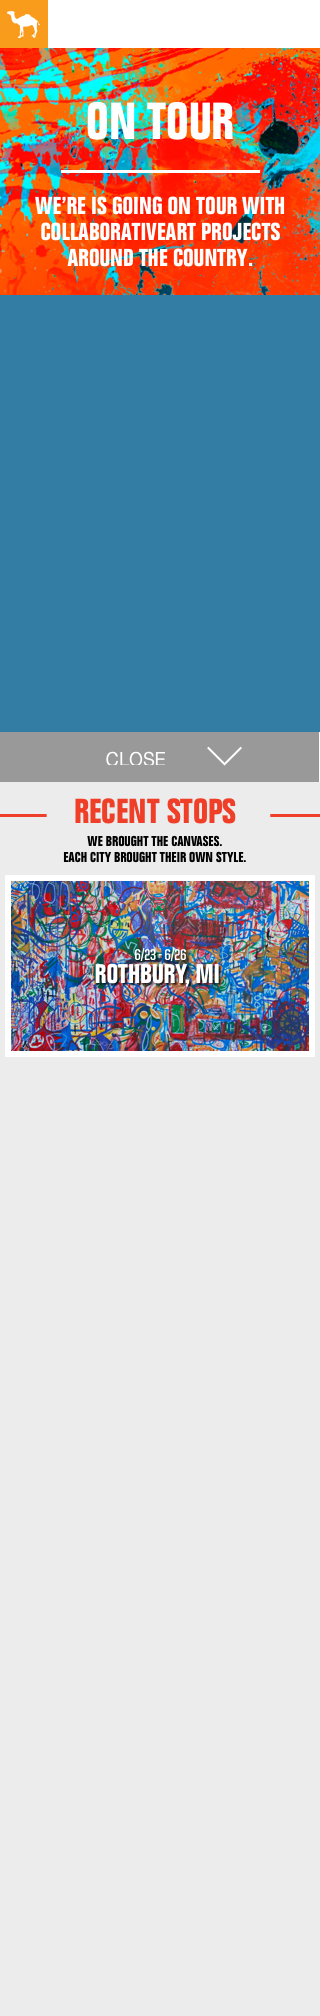 ON TOUR
WE'RE IS GOING ON TOUR WITH
COLLABORATIVEART PROJECTS
AROUND THE COUNTRY.
CLOSE
RECENT STOPS
WE BROUGHT THE CANVASES.
EACH CITY BROUGHT THEIR OWN STYLE.
6/23 - 6/26
ROTHBURY, MI